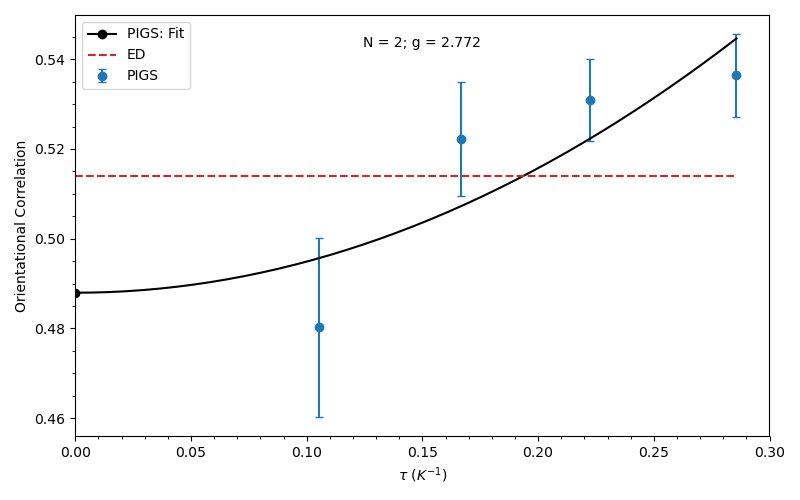 PIGS: Fit
ED
PIGS
N = 2; g = 2.772
Orientational Correlation
0.54
0.52
0.50
0.48
0.46
0.00 0.05 0.10 0.15 0.20 0.25 0.30
τ (K⁻¹)